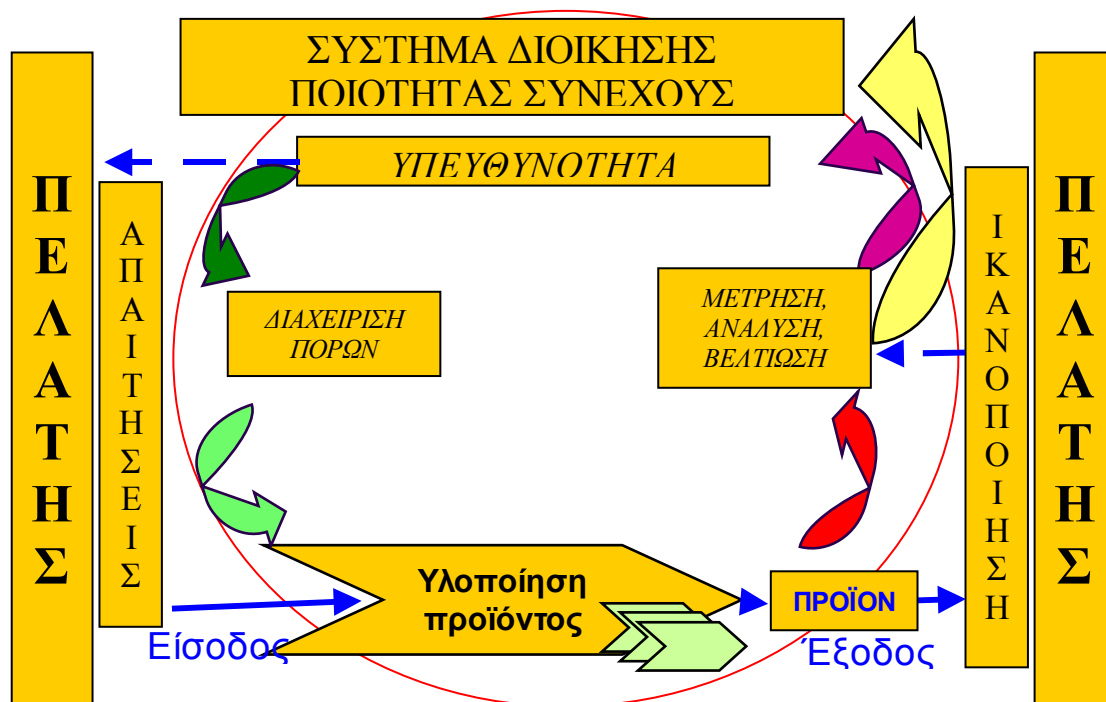 ΣΥΣΤΗΜΑ ΔΙΟΙΚΗΣΗΣ
ΠΟΙΟΤΗΤΑΣ ΣΥΝΕΧΟΥΣ
ΠΕΛΑΤΗΣ
ΑΠΑΙΤΗΣΕΙΣ
ΥΠΕΥΘΥΝΟΤΗΤΑ
ΔΙΑΧΕΙΡΙΣΗ
ΠΟΡΩΝ
ΜΕΤΡΗΣΗ,
ΑΝΑΛΥΣΗ,
ΒΕΛΤΙΩΣΗ
ΙΚΑΝΟΠΟΙΗΣΗ
ΠΕΛΑΤΗΣ
Υλοποίηση
προϊόντος
ΠΡΟΪΟΝ
Είσοδος
Έξοδος